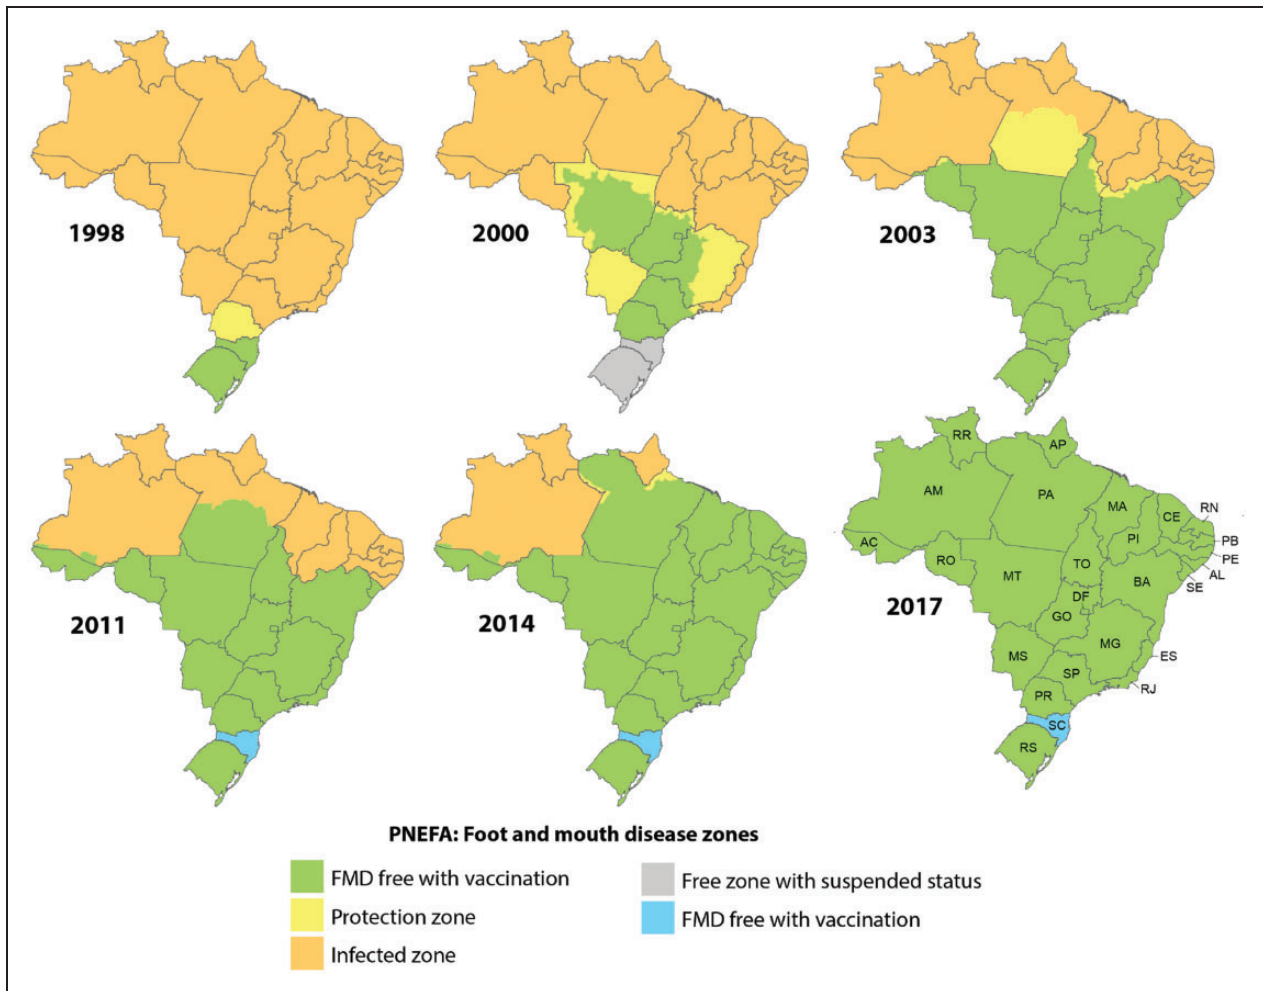 1998
2000
2003
2011
2014
2017
RR
AP
AM
PA
MA
CE
RN
PB
PI
PE
AC
RO
MT
TO
BA
AL
SE
DF
GO
MS
MG
ES
SP
RJ
PR
SC
RS
PNEFA: Foot and mouth disease zones
FMD free with vaccination
Protection zone
Infected zone
Free zone with suspended status
FMD free with vaccination